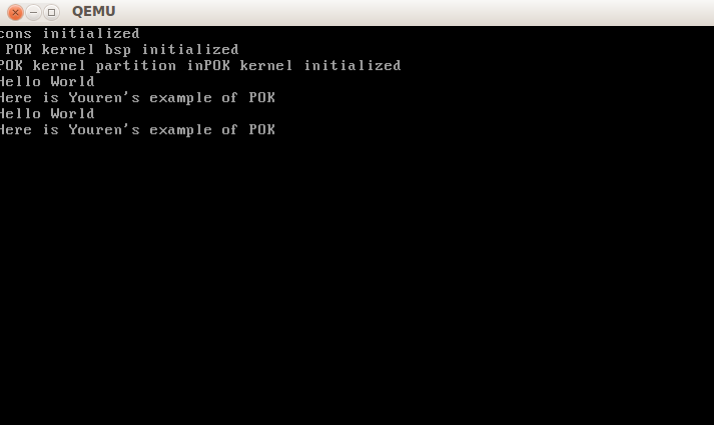 QEMU
cons initialized
POK kernel bsp initialized
POK kernel partition inPOK kernel initialized
Hello World
Here is Youren's example of POK
Hello World
Here is Youren's example of POK